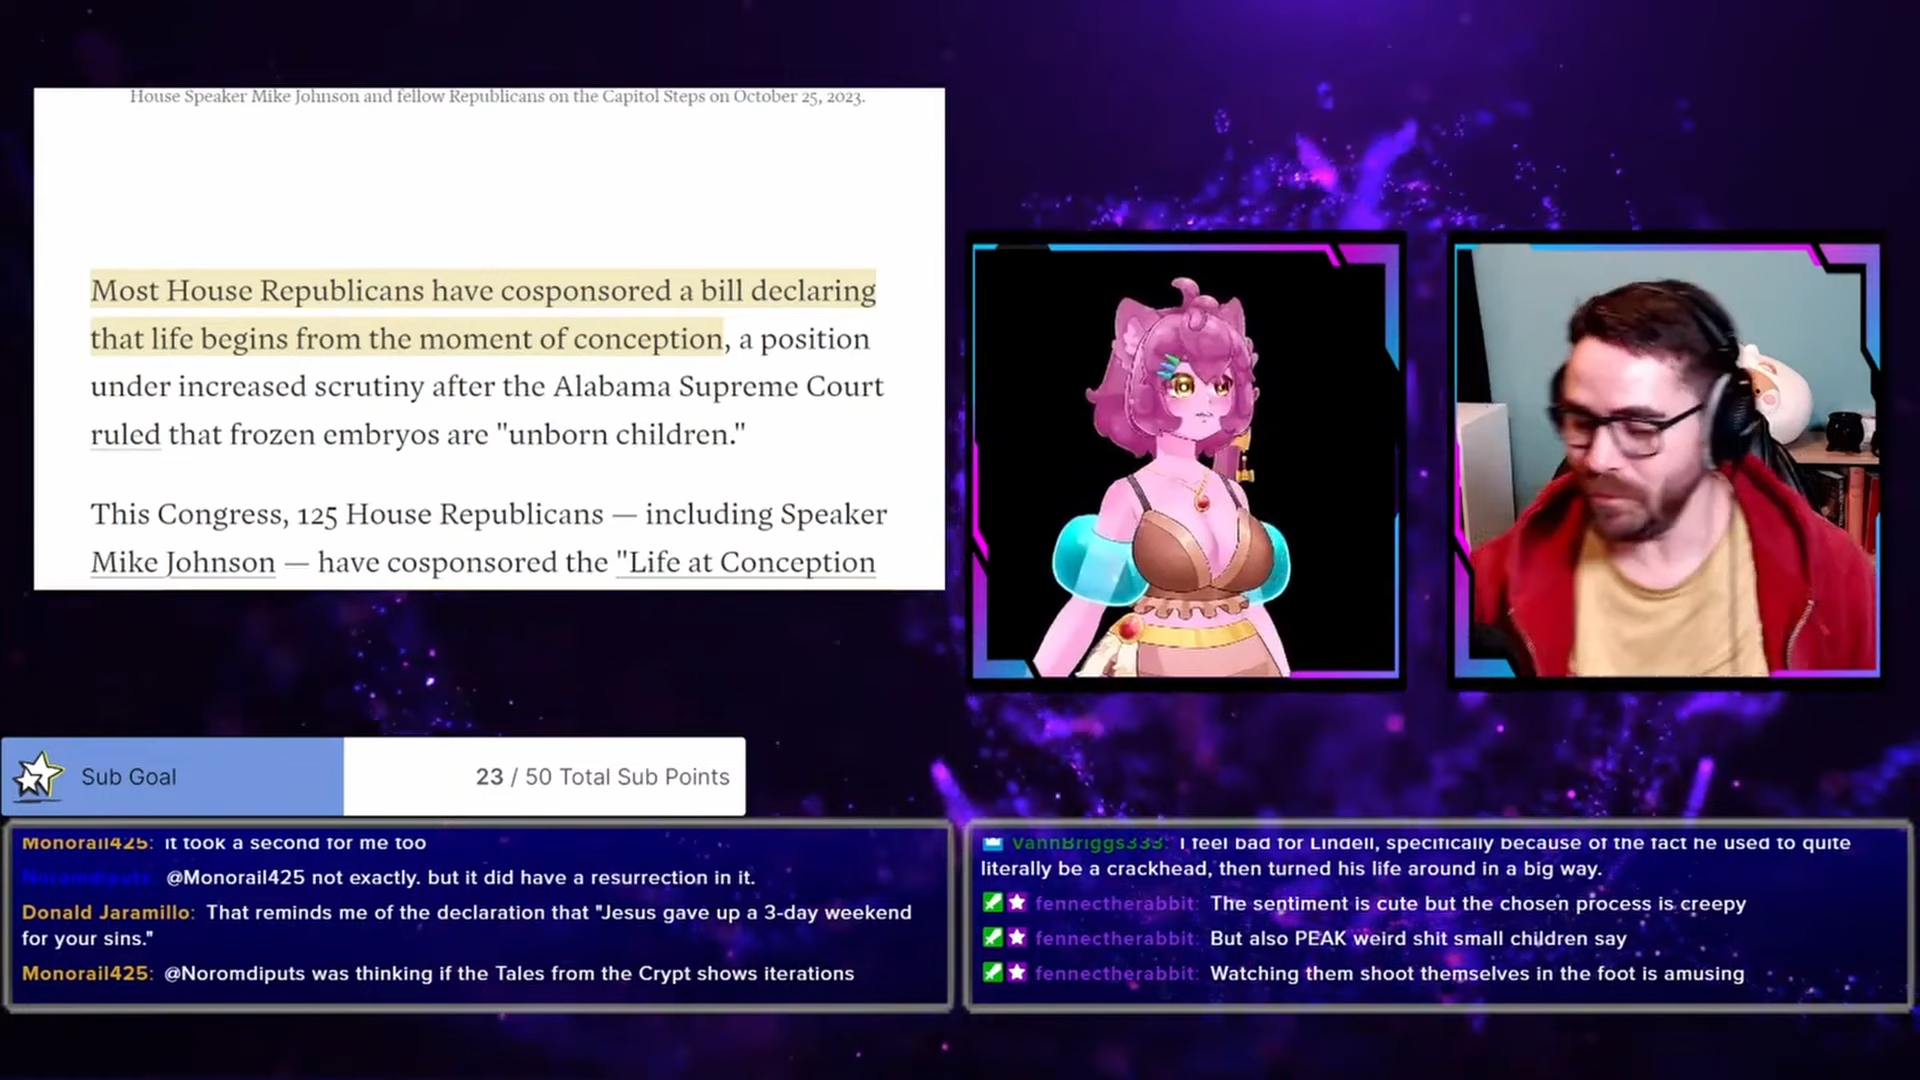 House Speaker Mike Johnson and fellow Republicans on the Capitol Steps on October 25, 2023.
Most House Republicans have cosponsored a bill declaring
that life begins from the moment of conception, a position
under increased scrutiny after the Alabama Supreme Court
ruled that frozen embryos are "unborn children."
This Congress, 125 House Republicans — including Speaker
Mike Johnson — have cosponsored the "Life at Conception
Sub Goal
23 / 50 Total Sub Points
Monorail425: it took a second for me too
Noromdiputs: @Monorail425 not exactly. but it did have a resurrection in it.
Donald Jaramillo: That reminds me of the declaration that "Jesus gave up a 3-day weekend
for your sins."
Monorail425: @Noromdiputs was thinking if the Tales from the Crypt shows iterations
VannBriggs333: I feel bad for Lindell, specifically because of the fact he used to quite
literally be a crackhead, then turned his life around in a big way.
fennectherabbit: The sentiment is cute but the chosen process is creepy
fennectherabbit: But also PEAK weird shit small children say
fennectherabbit: Watching them shoot themselves in the foot is amusing